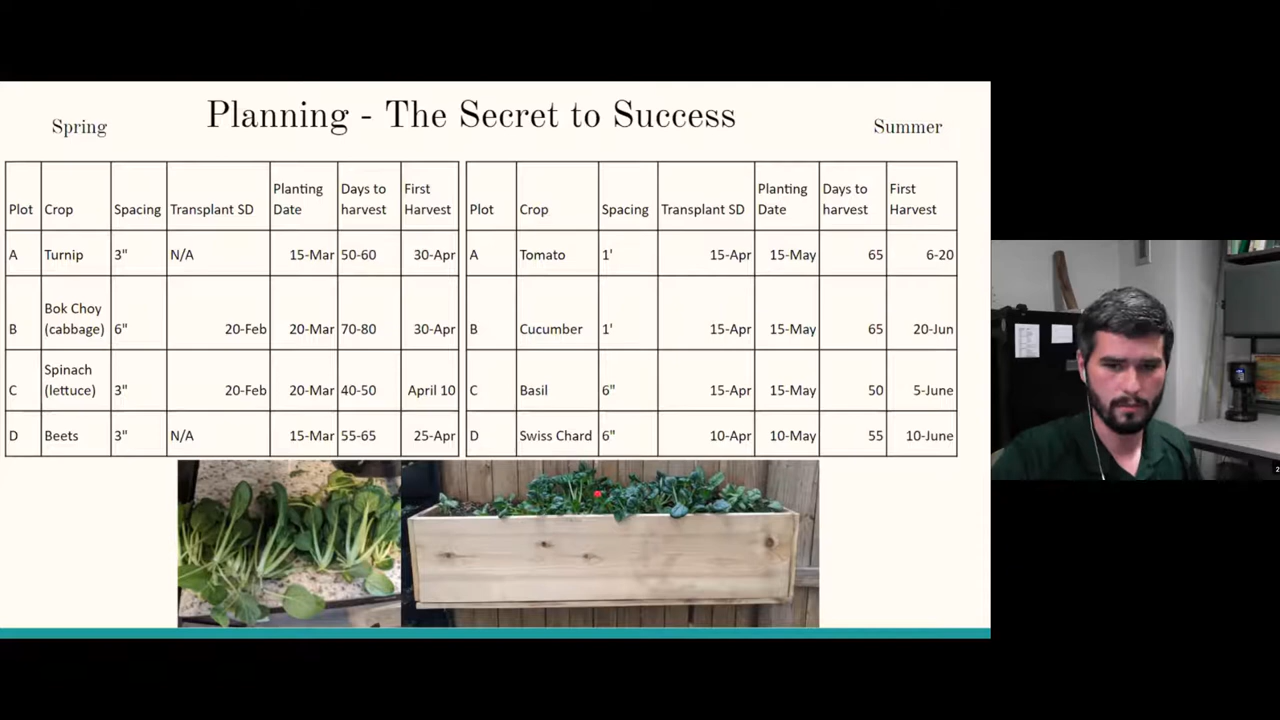 Planning - The Secret to Success
Spring
Summer
Plot Crop Spacing Transplant SD Planting Date Days to harvest First Harvest
A Turnip 3" N/A 15-Mar 50-60 30-Apr
B Bok Choy (cabbage) 6" 20-Feb 20-Mar 70-80 30-Apr
C Spinach (lettuce) 3" 20-Feb 20-Mar 40-50 April 10
D Beets 3" N/A 15-Mar 55-65 25-Apr
Plot Crop Spacing Transplant SD Planting Date Days to harvest First Harvest
A Tomato 1' 15-Apr 15-May 65 6-20
B Cucumber 1' 15-Apr 15-May 65 20-Jun
C Basil 6" 15-Apr 15-May 50 5-June
D Swiss Chard 6" 10-Apr 10-May 55 10-June
2